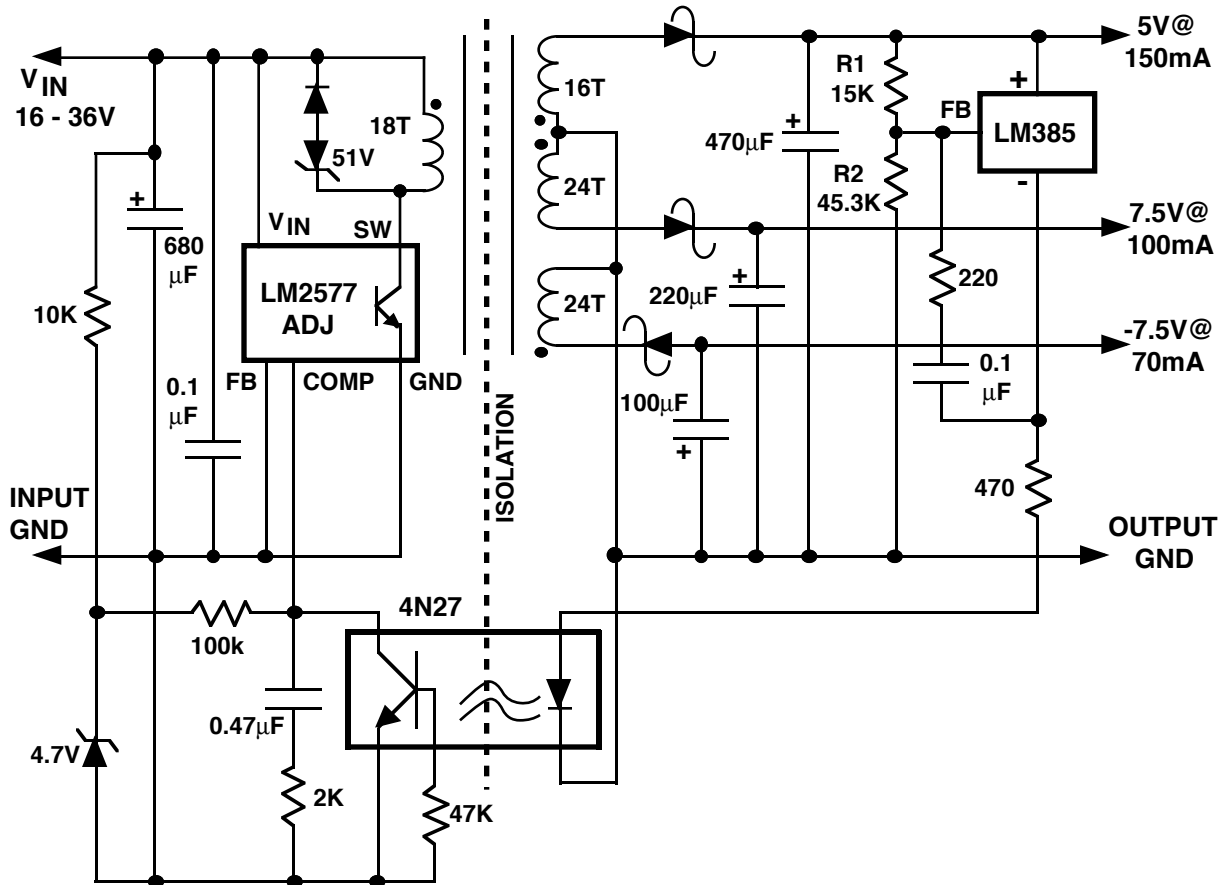 V IN
16 - 36V
18T
51V
16T
24T
24T
5V@
150mA
R1
15K
FB
+
LM385
-
470µF
+
R2
45.3K
7.5V@
100mA
V IN
SW
LM2577
ADJ
FB
COMP
GND
+
680
µF
10K
0.1
µF
220µF
+
220
-7.5V@
70mA
100µF
+
0.1
µF
ISOLATION
470
INPUT
GND
OUTPUT
GND
100k
4N27
0.47µF
4.7V
2K
47K